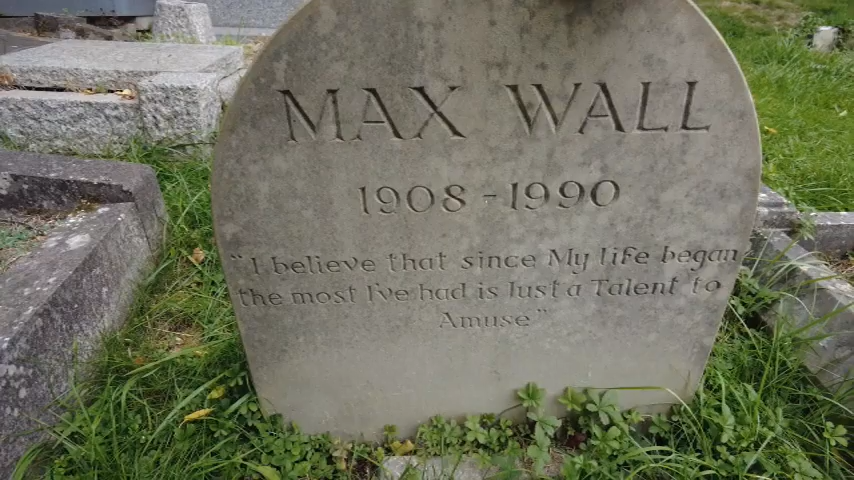 MAX WALL
1908 - 1990
"I believe that since My life began
the most I've had is Just a Talent to
Amuse"